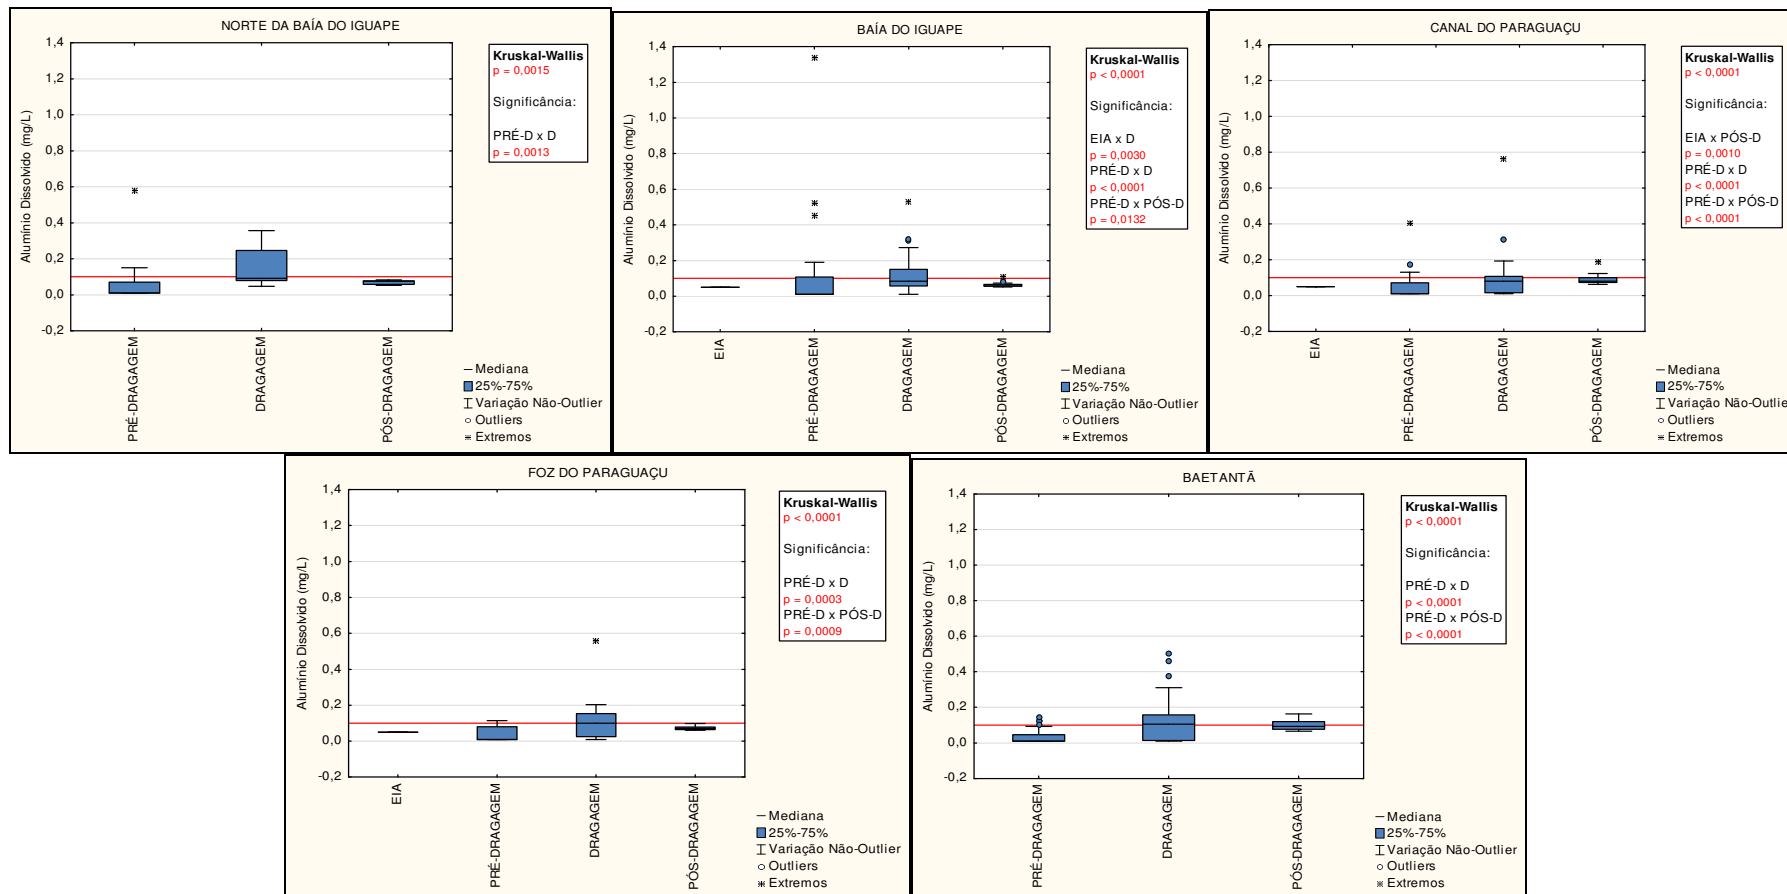 NORTE DA BAÍA DO IGUAPE
Alumínio Dissolvido (mg/L)
1,4
1,2
1,0
0,8
0,6
0,4
0,2
0,0
-0,2
PRÉ-DRAGAGEM
DRAGAGEM
PÓS-DRAGAGEM
Kruskal-Wallis
p = 0,0015
Significância:
PRÉ-D x D
p = 0,0013
Mediana
25%-75%
Variação Não-Outlier
Outliers
Extremos
BAÍA DO IGUAPE
Alumínio Dissolvido (mg/L)
1,4
1,2
1,0
0,8
0,6
0,4
0,2
0,0
-0,2
EIA
PRÉ-DRAGAGEM
DRAGAGEM
PÓS-DRAGAGEM
Kruskal-Wallis
p < 0,0001
Significância:
EIA x D
p = 0,0030
PRÉ-D x D
p < 0,0001
PRÉ-D x PÓS-D
p = 0,0132
Mediana
25%-75%
Variação Não-Outlier
Outliers
Extremos
CANAL DO PARAGUAÇU
Alumínio Dissolvido (mg/L)
1,4
1,2
1,0
0,8
0,6
0,4
0,2
0,0
-0,2
EIA
PRÉ-DRAGAGEM
DRAGAGEM
PÓS-DRAGAGEM
Kruskal-Wallis
p < 0,0001
Significância:
EIA x PÓS-D
p = 0,0010
PRÉ-D x D
p < 0,0001
PRÉ-D x PÓS-D
p < 0,0001
Mediana
25%-75%
Variação Não-Outlier
Outliers
Extremos
FOZ DO PARAGUAÇU
Alumínio Dissolvido (mg/L)
1,4
1,2
1,0
0,8
0,6
0,4
0,2
0,0
-0,2
EIA
PRÉ-DRAGAGEM
DRAGAGEM
PÓS-DRAGAGEM
Kruskal-Wallis
p < 0,0001
Significância:
PRÉ-D x D
p = 0,0003
PRÉ-D x PÓS-D
p = 0,0009
Mediana
25%-75%
Variação Não-Outlier
Outliers
Extremos
BAETANTÃ
Alumínio Dissolvido (mg/L)
1,4
1,2
1,0
0,8
0,6
0,4
0,2
0,0
-0,2
PRÉ-DRAGAGEM
DRAGAGEM
PÓS-DRAGAGEM
Kruskal-Wallis
p < 0,0001
Significância:
PRÉ-D x D
p < 0,0001
PRÉ-D x PÓS-D
p < 0,0001
Mediana
25%-75%
Variação Não-Outlier
Outliers
Extremos